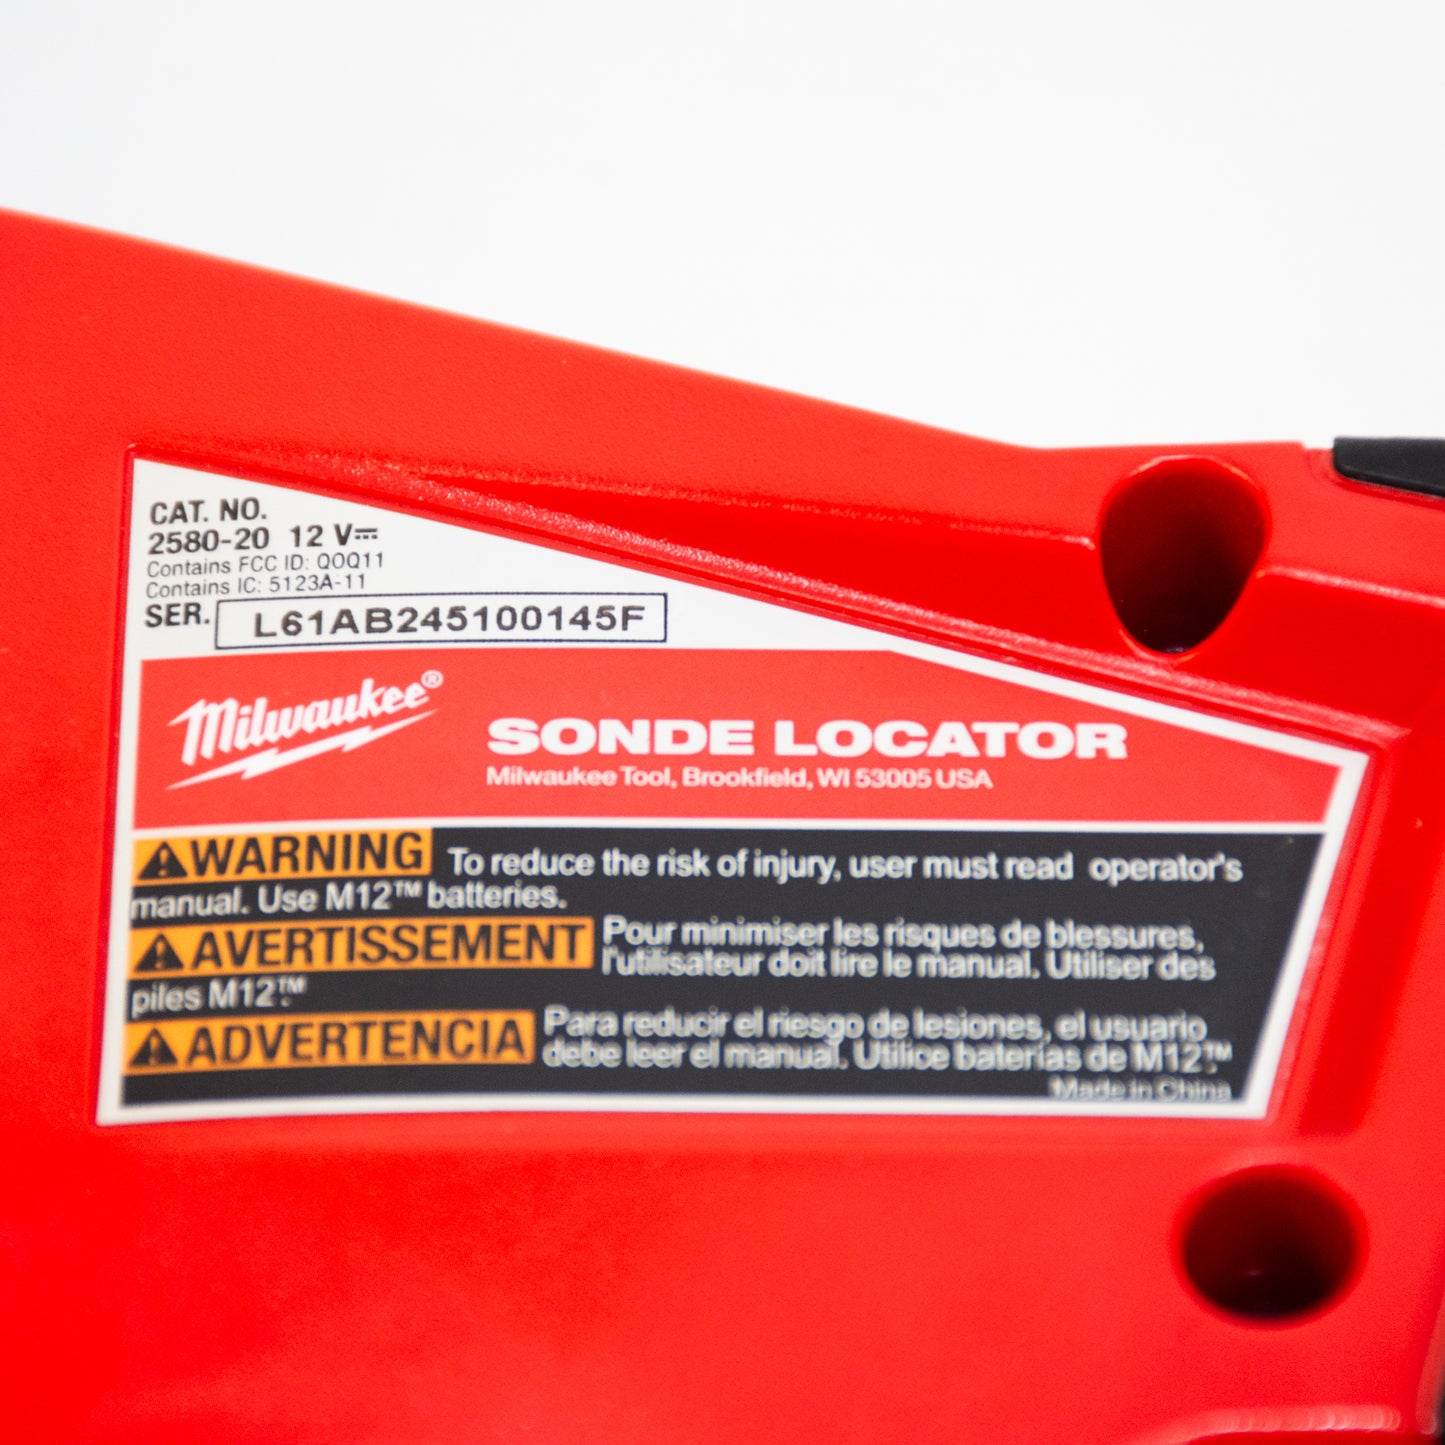 CAT. NO.
2580-20 12 V⎓
Contains FCC ID: QOQ11
Contains IC: 5123A-11
SER. L61AB245100145F
Milwaukee®
SONDE LOCATOR
Milwaukee Tool, Brookfield, WI 53005 USA
⚠WARNING To reduce the risk of injury, user must read operator's
manual. Use M12™ batteries.
⚠AVERTISSEMENT Pour minimiser les risques de blessures,
l'utilisateur doit lire le manual. Utiliser des
piles M12™.
⚠ADVERTENCIA Para reducir el riesgo de lesiones, el usuario
debe leer el manual. Utilice baterías de M12™.
Made in China